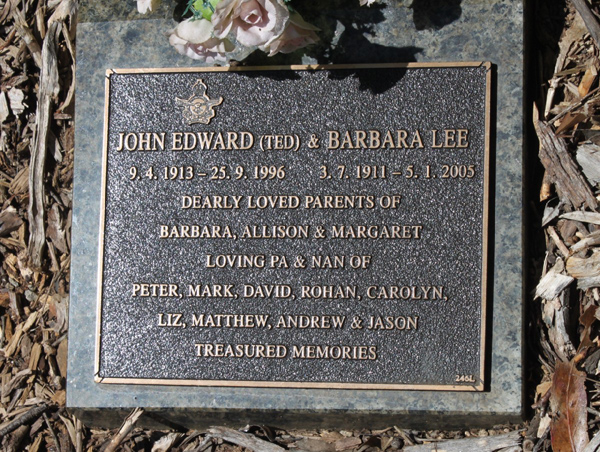 JOHN EDWARD (TED) & BARBARA LEE
9. 4. 1913 – 25. 9. 1996 3. 7. 1911 – 5. 1. 2005
DEARLY LOVED PARENTS OF
BARBARA, ALLISON & MARGARET
LOVING PA & NAN OF
PETER, MARK, DAVID, ROHAN, CAROLYN,
LIZ, MATTHEW, ANDREW & JASON
TREASURED MEMORIES
246L